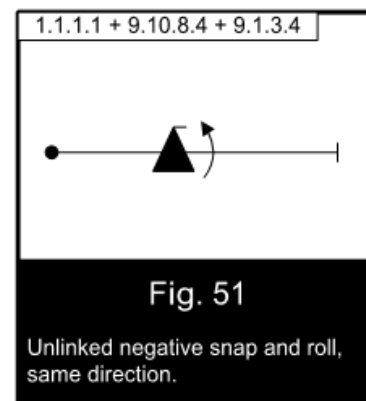 1.1.1.1 + 9.10.8.4 + 9.1.3.4
Fig. 51
Unlinked negative snap and roll,
same direction.